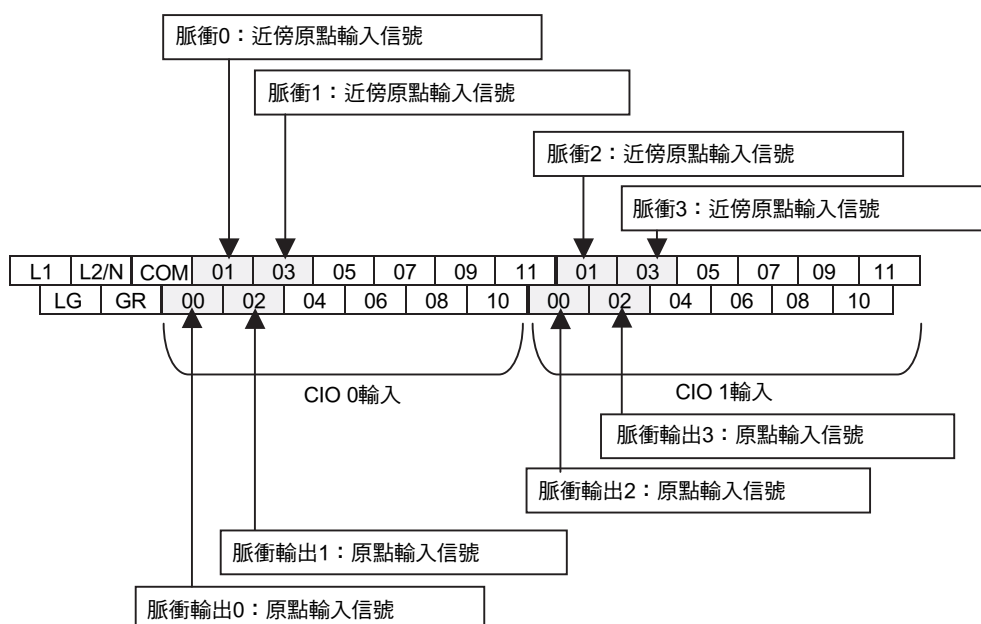 脈衝0：近傍原點輸入信號
脈衝1：近傍原點輸入信號
脈衝2：近傍原點輸入信號
脈衝3：近傍原點輸入信號
L1 L2/N COM 01 03 05 07 09 11 01 03 05 07 09 11
LG GR 00 02 04 06 08 10 00 02 04 06 08 10
CIO 0輸入 CIO 1輸入
脈衝輸出3：原點輸入信號
脈衝輸出2：原點輸入信號
脈衝輸出1：原點輸入信號
脈衝輸出0：原點輸入信號